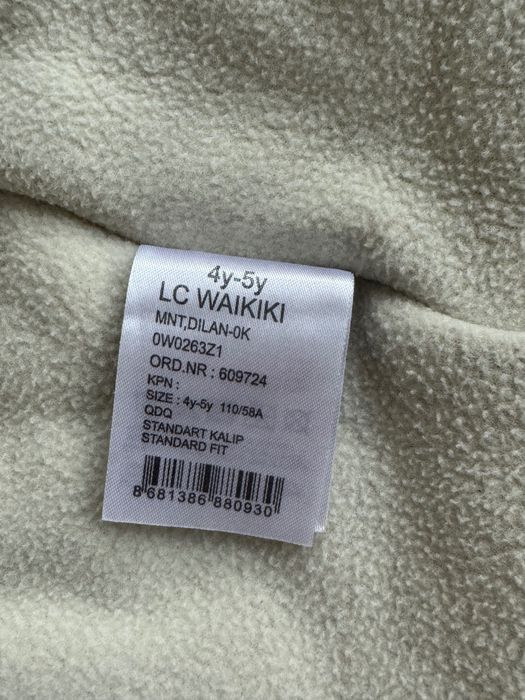 4y-5y
LC WAIKIKI
MNT,DILAN-0K
0W0263Z1
ORD.NR : 609724
KPN :
SIZE : 4y-5y 110/58A
QDQ
STANDART KALIP
STANDARD FIT
8 681386 880930